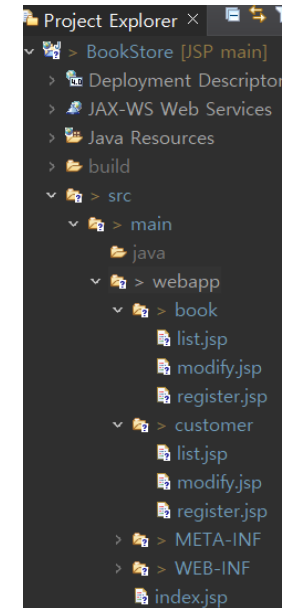 Project Explorer ×
> BookStore [JSP main]
> Deployment Descriptor
> JAX-WS Web Services
> Java Resources
> build
> src
> main
java
> webapp
> book
list.jsp
modify.jsp
register.jsp
> customer
list.jsp
modify.jsp
register.jsp
> META-INF
> WEB-INF
index.jsp